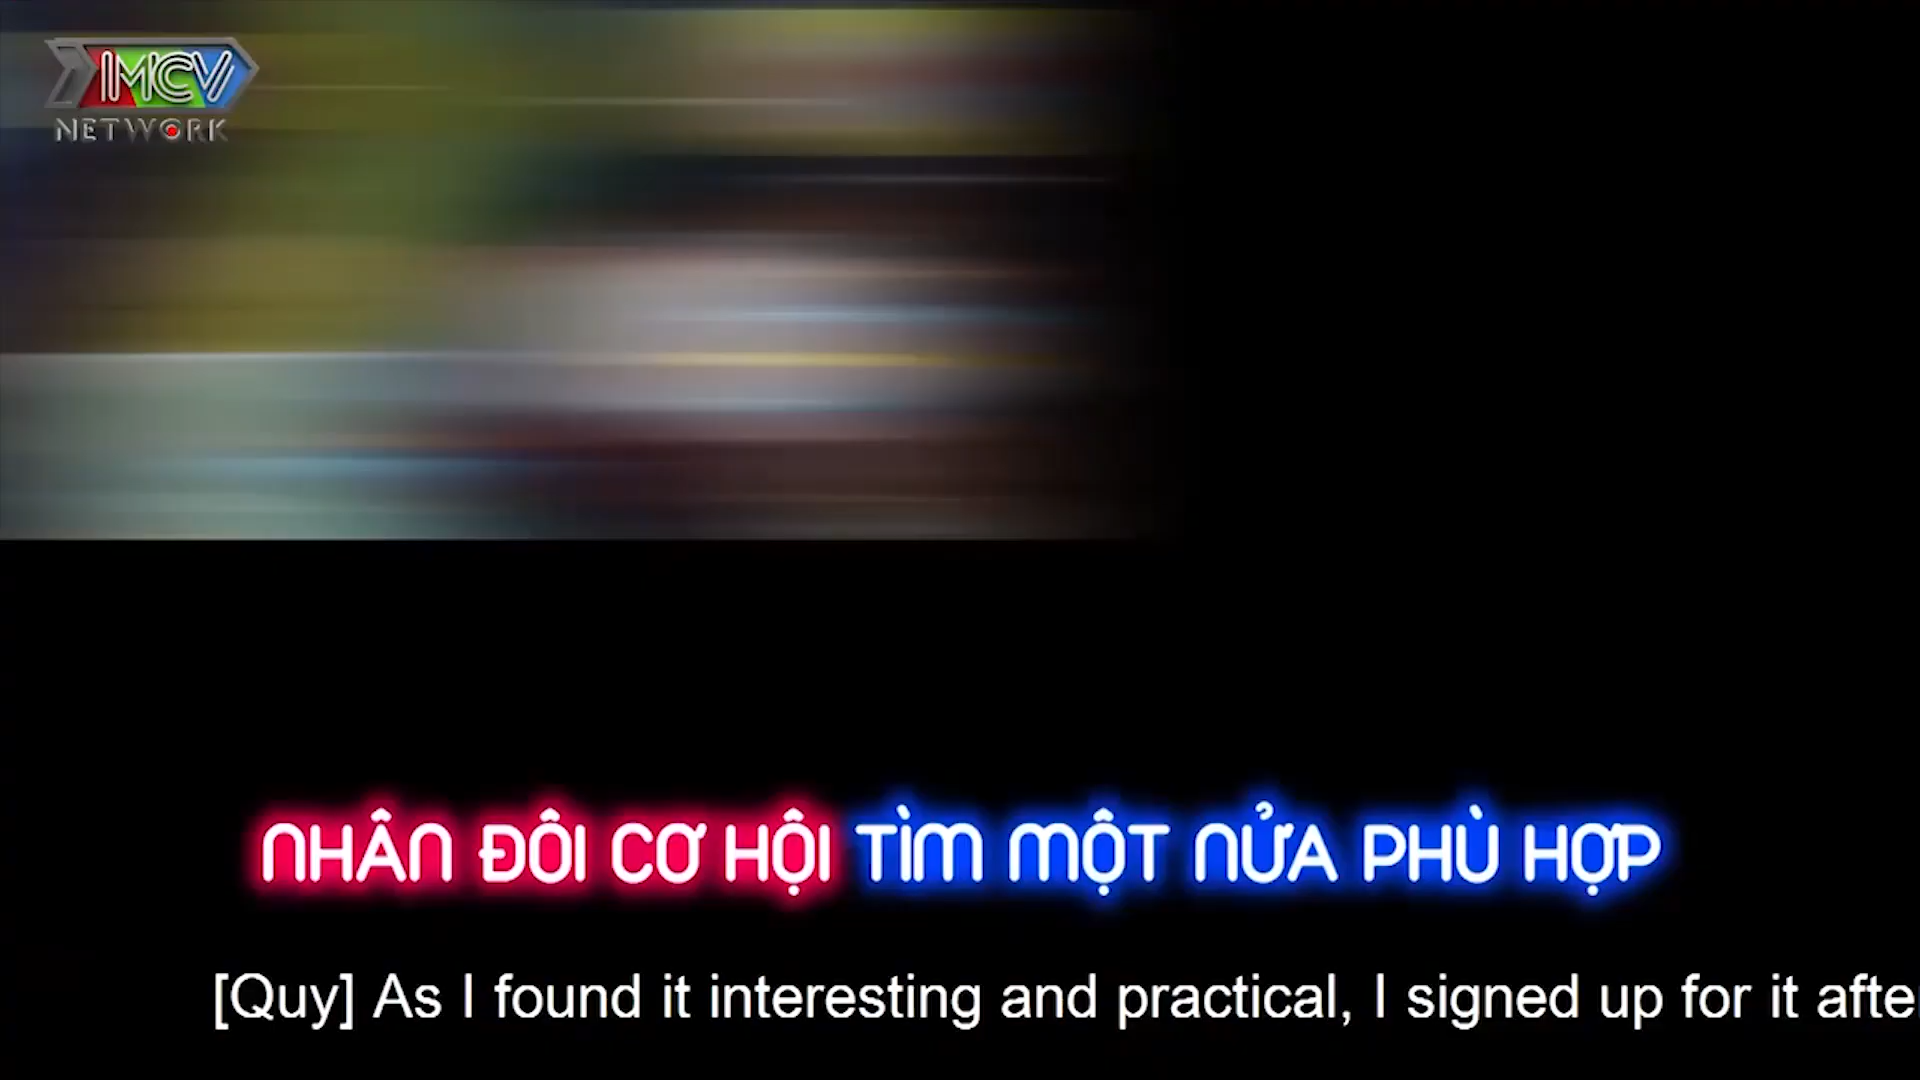 MCV
NETWORK
NHÂN ĐÔI CƠ HỘI TÌM MỘT NỬA PHÙ HỢP
[Quy] As I found it interesting and practical, I signed up for it